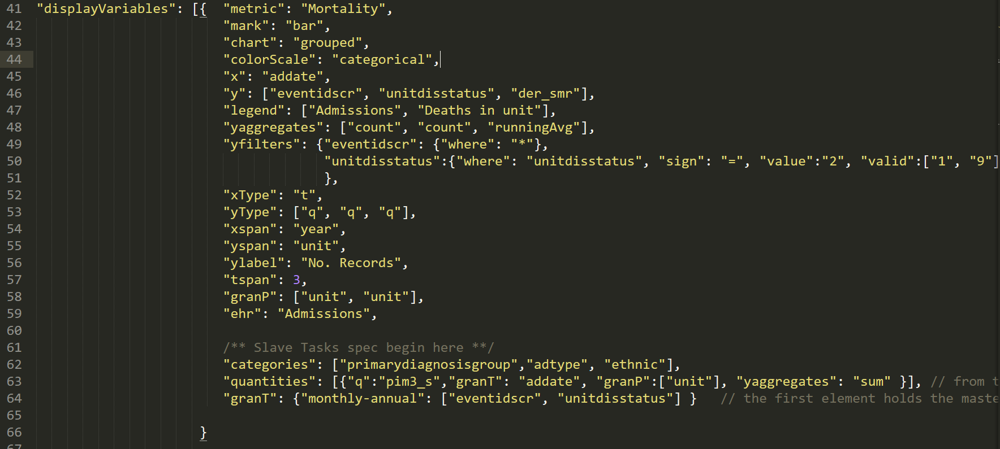 41 "displayVariables": [{ "metric": "Mortality",
42 "mark": "bar",
43 "chart": "grouped",
44 "colorScale": "categorical",
45 "x": "addate",
46 "y": ["eventidscr", "unitdisstatus", "der_smr"],
47 "legend": ["Admissions", "Deaths in unit"],
48 "yaggregates": ["count", "count", "runningAvg"],
49 "yfilters": {"eventidscr": {"where": "*"},
50 "unitdisstatus":{"where": "unitdisstatus", "sign": "=", "value":"2", "valid":["1", "9"]
51 },
52 "xType": "t",
53 "yType": ["q", "q", "q"],
54 "xspan": "year",
55 "yspan": "unit",
56 "ylabel": "No. Records",
57 "tspan": 3,
58 "granP": ["unit", "unit"],
59 "ehr": "Admissions",
60
61 /** Slave Tasks spec begin here **/
62 "categories": ["primarydiagnosisgroup","adtype", "ethnic"],
63 "quantities": [{"q":"pim3_s","granT": "addate", "granP":["unit"], "yaggregates": "sum" }], // from t
64 "granT": {"monthly-annual": ["eventidscr", "unitdisstatus"] } // the first element holds the maste
65
66 }
67